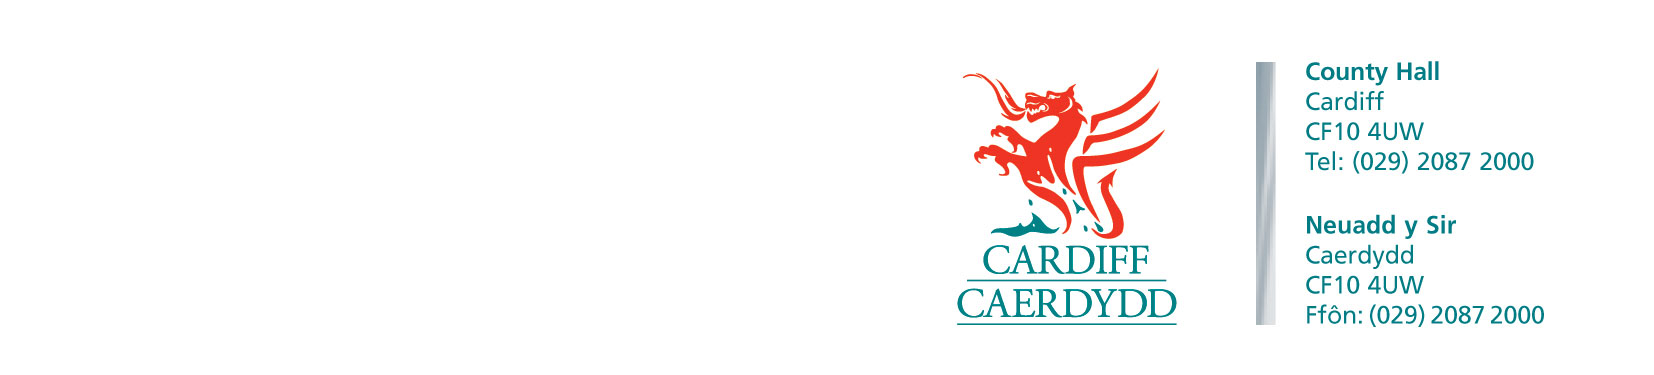 CARDIFF
CAERDYDD
County Hall
Cardiff
CF10 4UW
Tel: (029) 2087 2000
Neuadd y Sir
Caerdydd
CF10 4UW
Ffôn: (029) 2087 2000